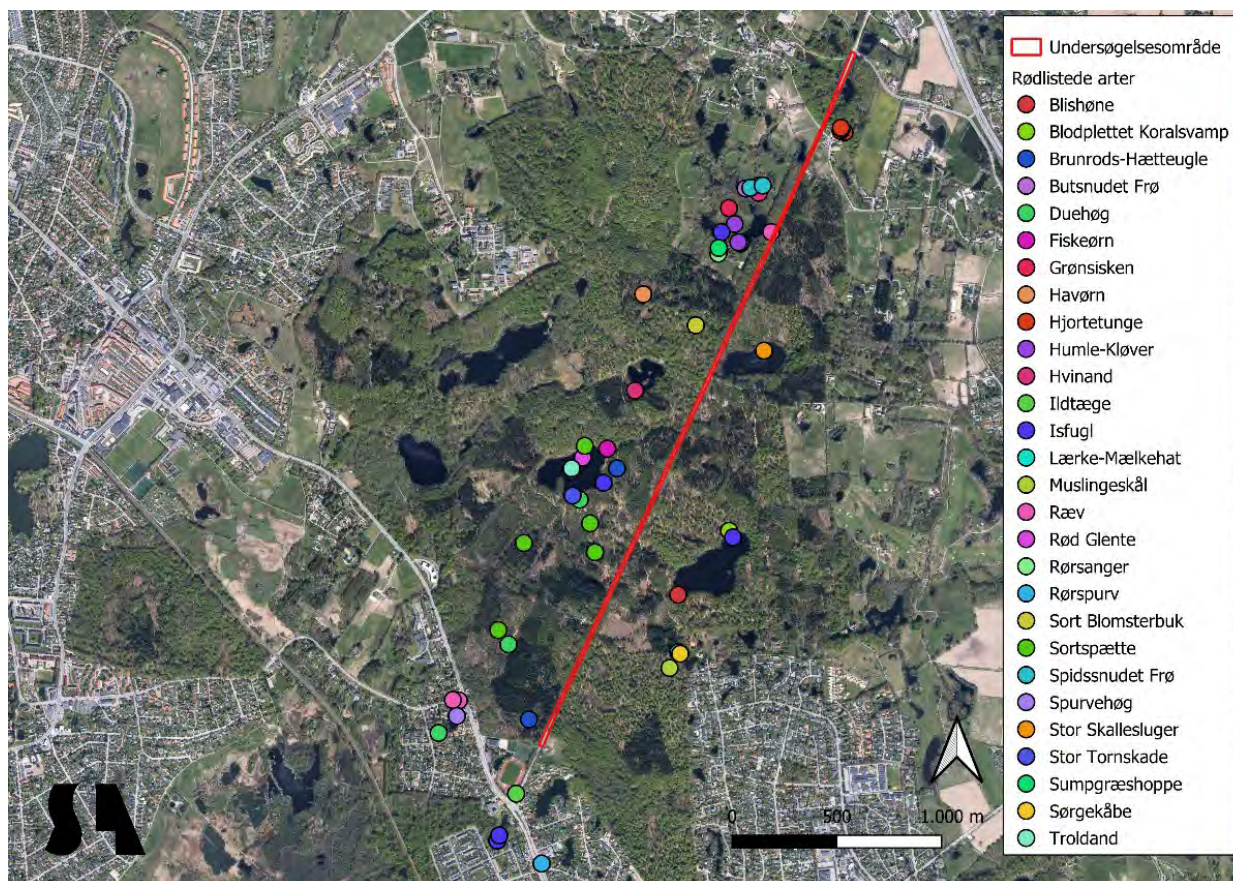 Undersøgelsesområde
Rødlistede arter
Blishøne
Blodplettet Koralsvamp
Brunrods-Hætteugle
Butsnudet Frø
Duehøg
Fiskeørn
Grønsisken
Havørn
Hjortetunge
Humle-Kløver
Hvinand
Ildtæge
Isfugl
Lærke-Mælkehat
Muslingeskål
Ræv
Rød Glente
Rørsanger
Rørspurv
Sort Blomsterbuk
Sortspætte
Spidssnudet Frø
Spurvehøg
Stor Skallesluger
Stor Tornskade
Sumpgræshoppe
Sørgekåbe
Troldand
0 500 1.000 m